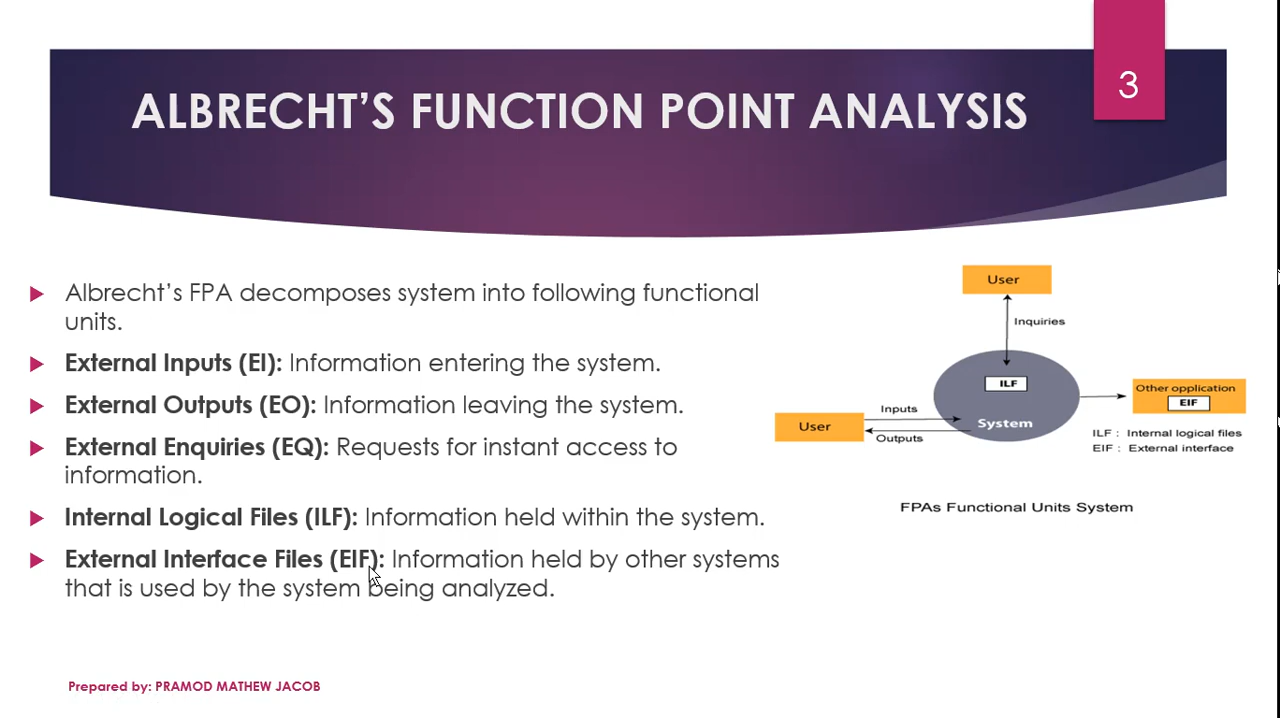 3
ALBRECHT'S FUNCTION POINT ANALYSIS
Albrecht's FPA decomposes system into following functional
units.
External Inputs (EI): Information entering the system.
External Outputs (EO): Information leaving the system.
External Enquiries (EQ): Requests for instant access to
information.
Internal Logical Files (ILF): Information held within the system.
External Interface Files (EIF): Information held by other systems
that is used by the system being analyzed.
User
Inquiries
ILF
System
Other application
EIF
Inputs
User
Outputs
ILF : Internal logical files
EIF : External interface
FPAs Functional Units System
Prepared by: PRAMOD MATHEW JACOB